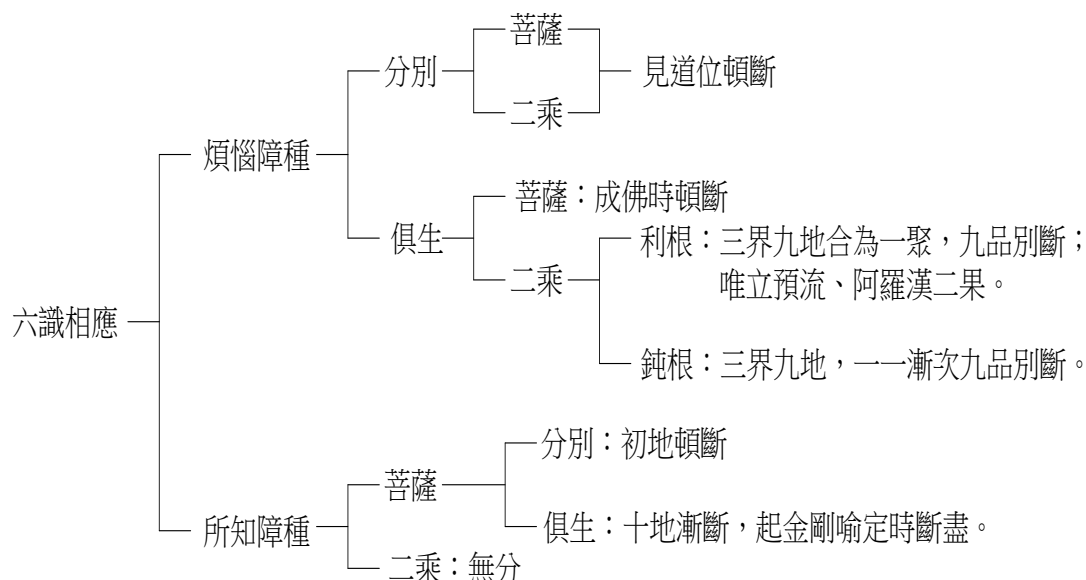 六識相應
煩惱障種
分別
菩薩
二乘
見道位頓斷
俱生
菩薩：成佛時頓斷
二乘
利根：三界九地合為一聚，九品別斷；
唯立預流、阿羅漢二果。
鈍根：三界九地，一一漸次九品別斷。
所知障種
菩薩
分別：初地頓斷
俱生：十地漸斷，起金剛喻定時斷盡。
二乘：無分